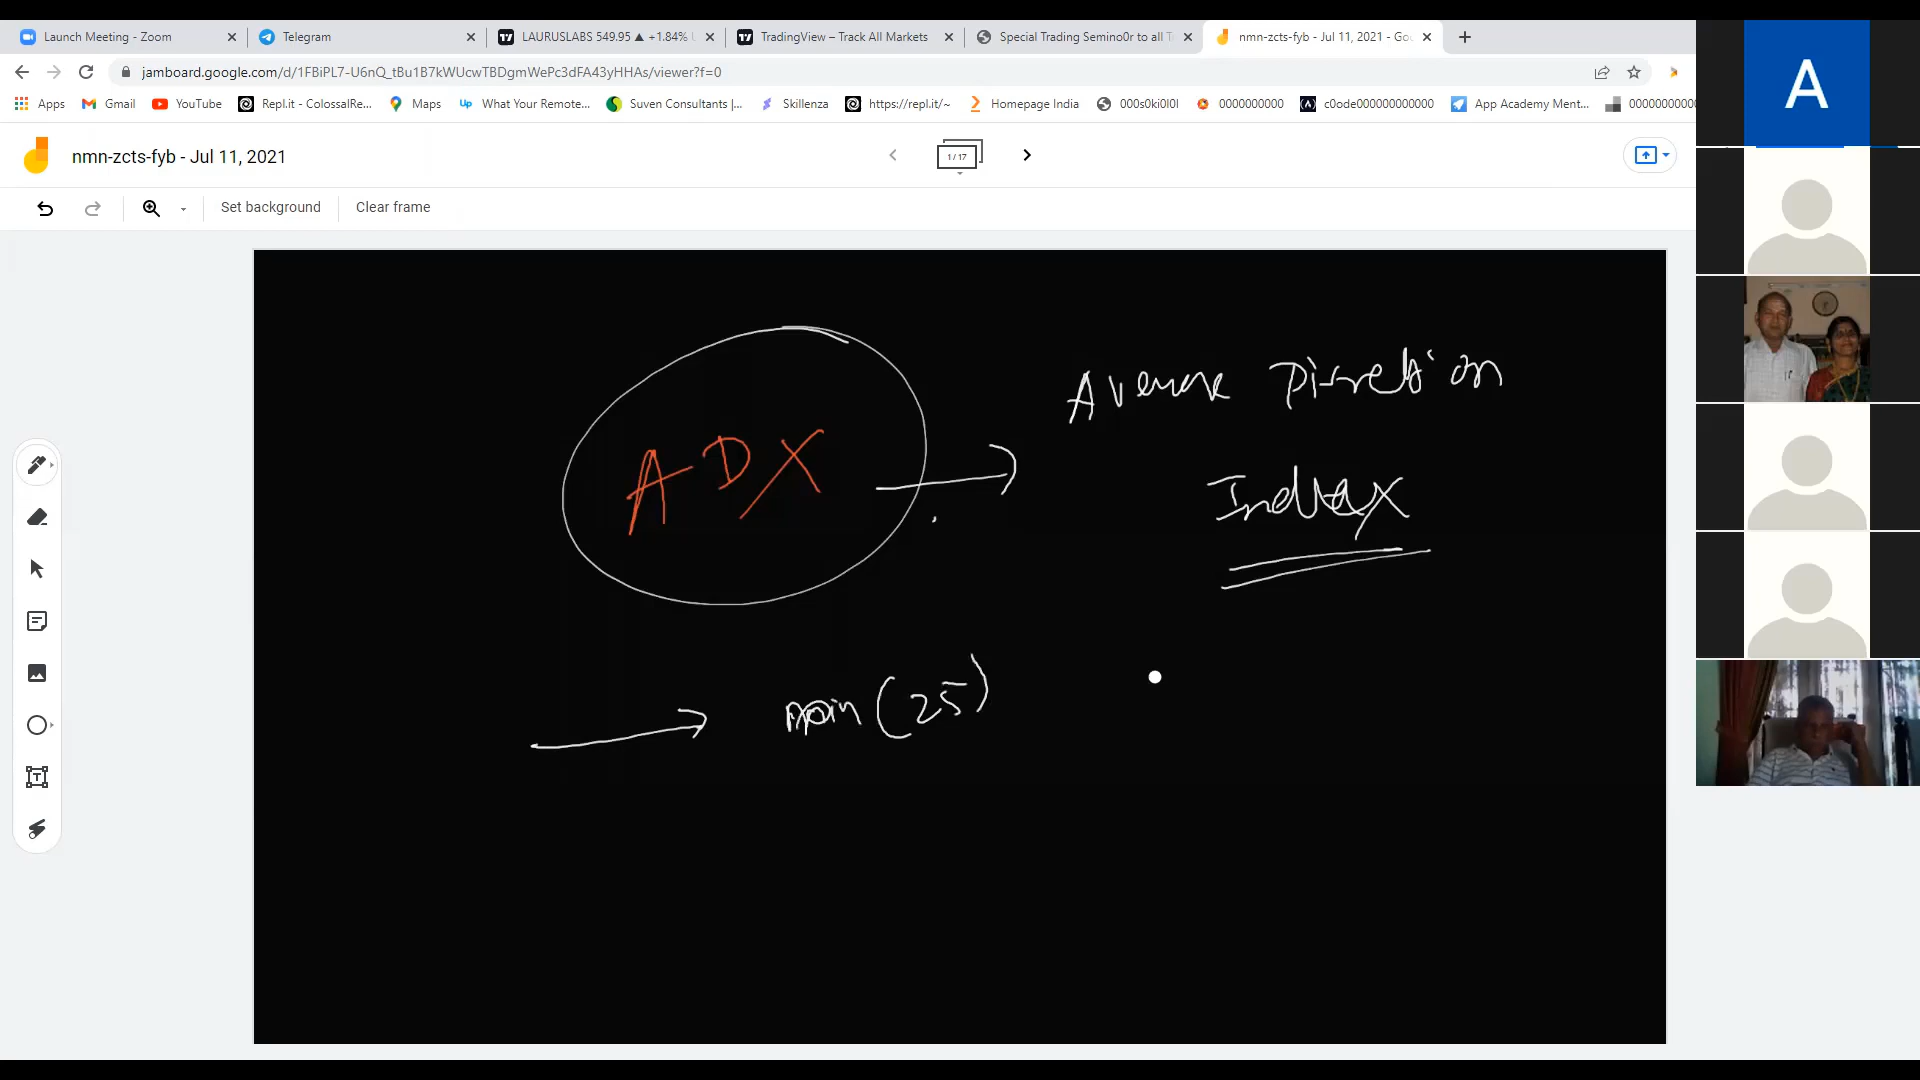 Launch Meeting - Zoom
Telegram
LAURUSLABS 549.95 ▲ +1.84%
TradingView – Track All Markets
Special Trading Semino0r to all T
nmn-zcts-fyb - Jul 11, 2021 - Go
jamboard.google.com/d/1FBiPL7-U6nQ_tBu1B7kWUcwTBDgmWePc3dFA43yHHAs/viewer?f=0
Apps
Gmail
YouTube
Repl.it - ColossalRe...
Maps
Up What Your Remote...
Suven Consultants |...
Skillenza
https://repl.it/~
Homepage India
000s0ki0l0l
0000000000
c0ode000000000000
App Academy Ment...
0000000000
nmn-zcts-fyb - Jul 11, 2021
1 / 17
Set background
Clear frame
A
ADX
Direction
Index
(25)